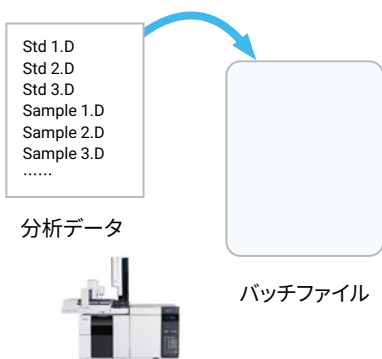 Std 1.D
Std 2.D
Std 3.D
Sample 1.D
Sample 2.D
Sample 3.D
......
分析データ
バッチファイル